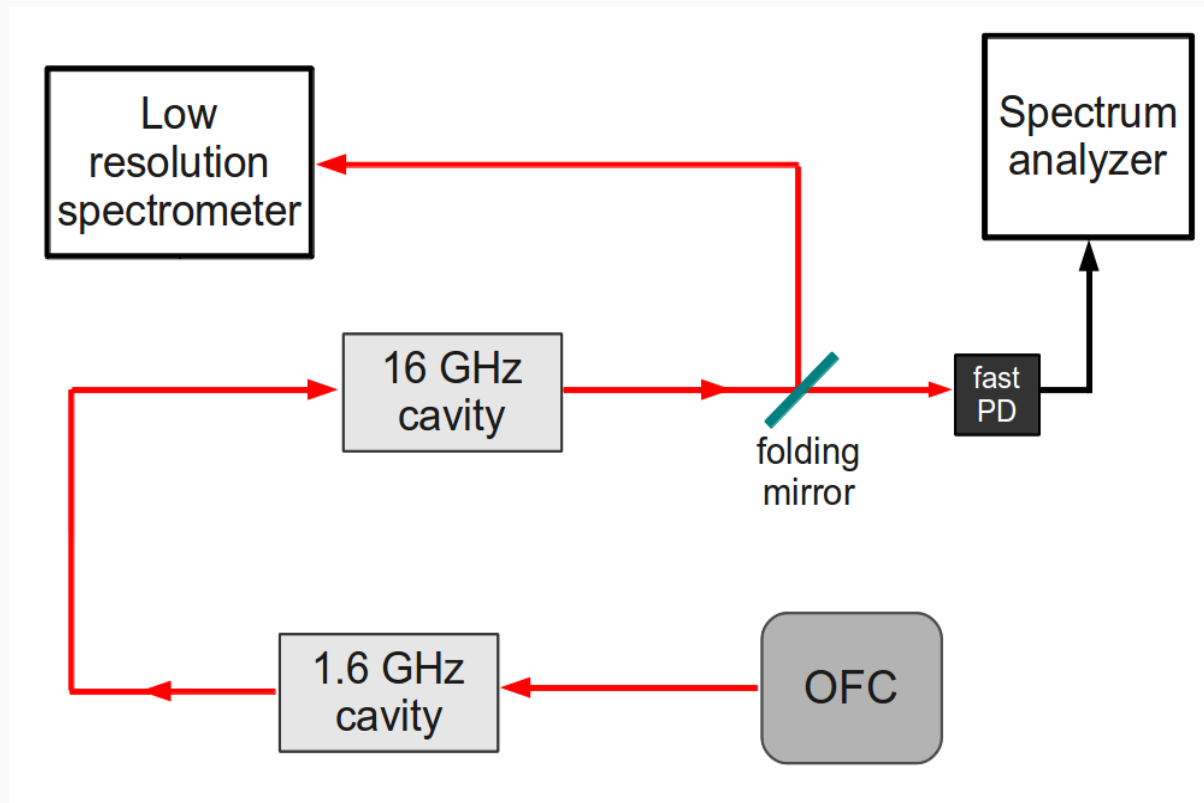 Low
resolution
spectrometer
Spectrum
analyzer
16 GHz
cavity
fast
PD
folding
mirror
1.6 GHz
cavity
OFC